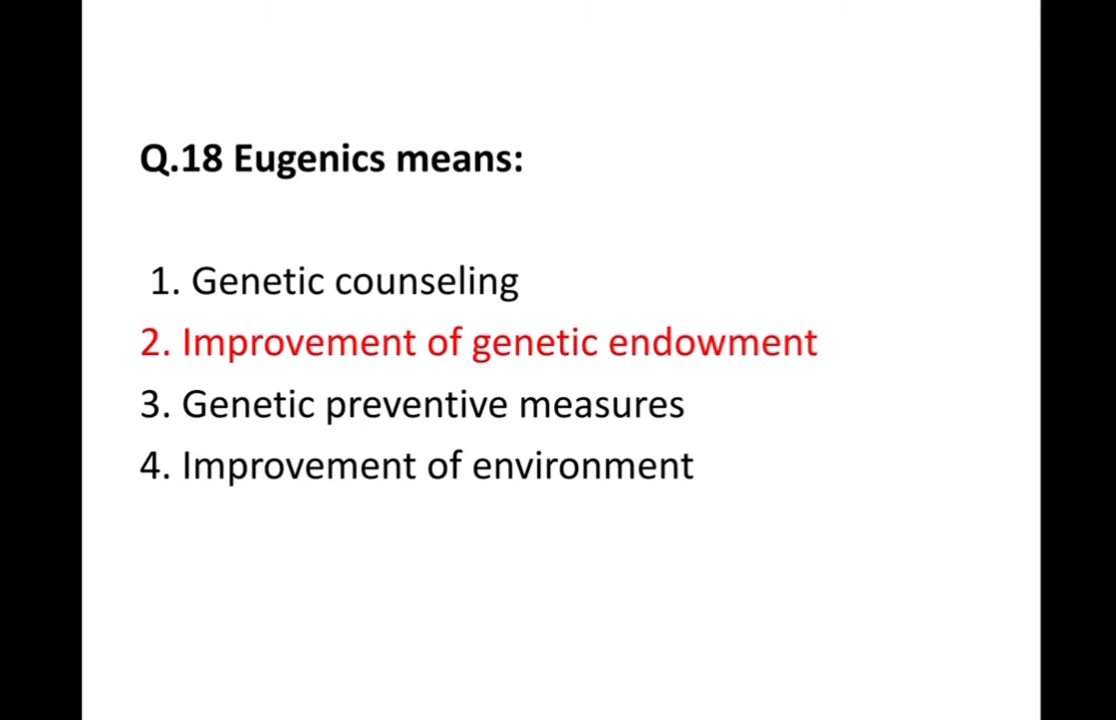 Q.18 Eugenics means:
1. Genetic counseling
2. Improvement of genetic endowment
3. Genetic preventive measures
4. Improvement of environment